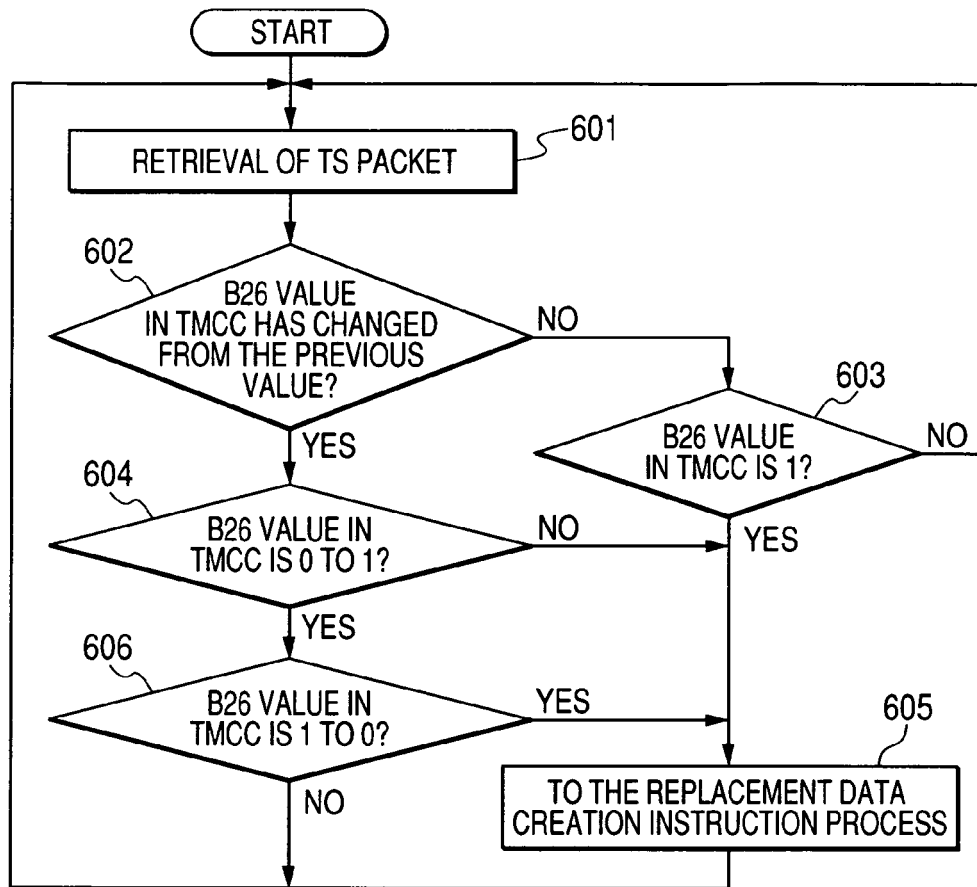 START
601
RETRIEVAL OF TS PACKET
602
B26 VALUE
IN TMCC HAS CHANGED
FROM THE PREVIOUS
VALUE?
NO
YES
603
B26 VALUE
IN TMCC IS 1?
NO
YES
604
B26 VALUE IN
TMCC IS 0 TO 1?
NO
YES
606
B26 VALUE IN
TMCC IS 1 TO 0?
YES
NO
605
TO THE REPLACEMENT DATA
CREATION INSTRUCTION PROCESS